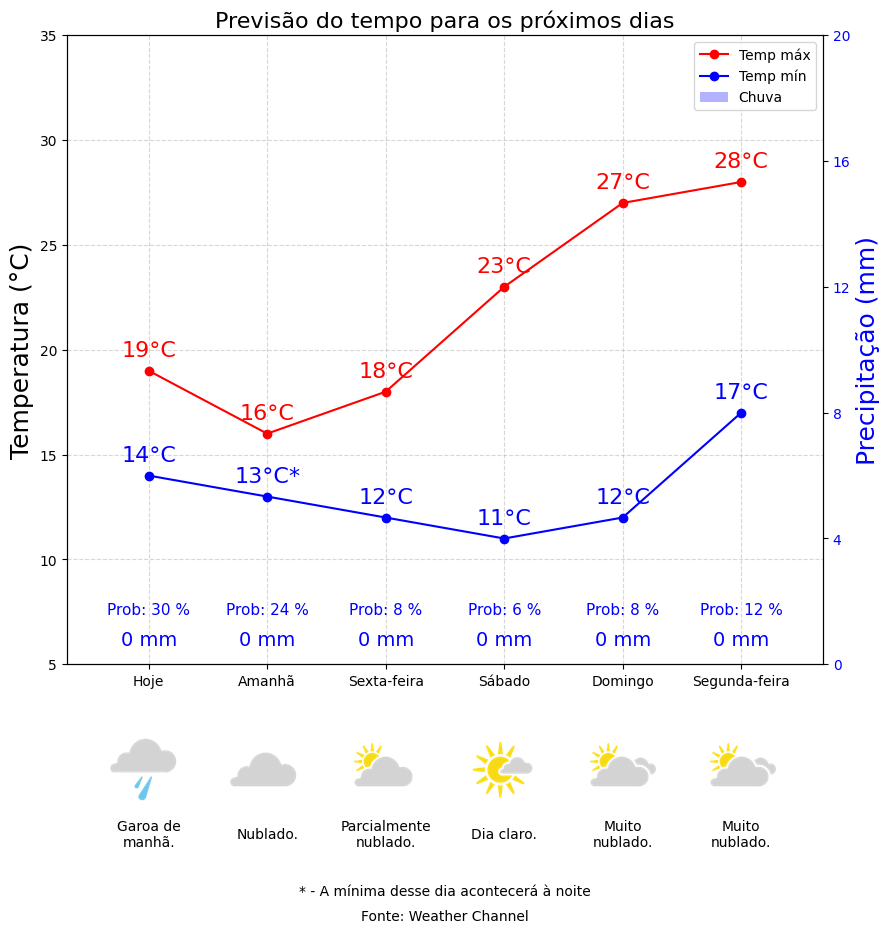 Previsão do tempo para os próximos dias
35
30
25
20
15
10
5
Temperatura (°C)
20
16
12
8
4
0
Precipitação (mm)
Temp máx
Temp mín
Chuva
19°C
16°C
18°C
23°C
27°C
28°C
14°C
13°C*
12°C
11°C
12°C
17°C
Prob: 30 %
Prob: 24 %
Prob: 8 %
Prob: 6 %
Prob: 8 %
Prob: 12 %
0 mm
0 mm
0 mm
0 mm
0 mm
0 mm
Hoje
Amanhã
Sexta-feira
Sábado
Domingo
Segunda-feira
Garoa de
manhã.
Nublado.
Parcialmente
nublado.
Dia claro.
Muito
nublado.
Muito
nublado.
* - A mínima desse dia acontecerá à noite
Fonte: Weather Channel